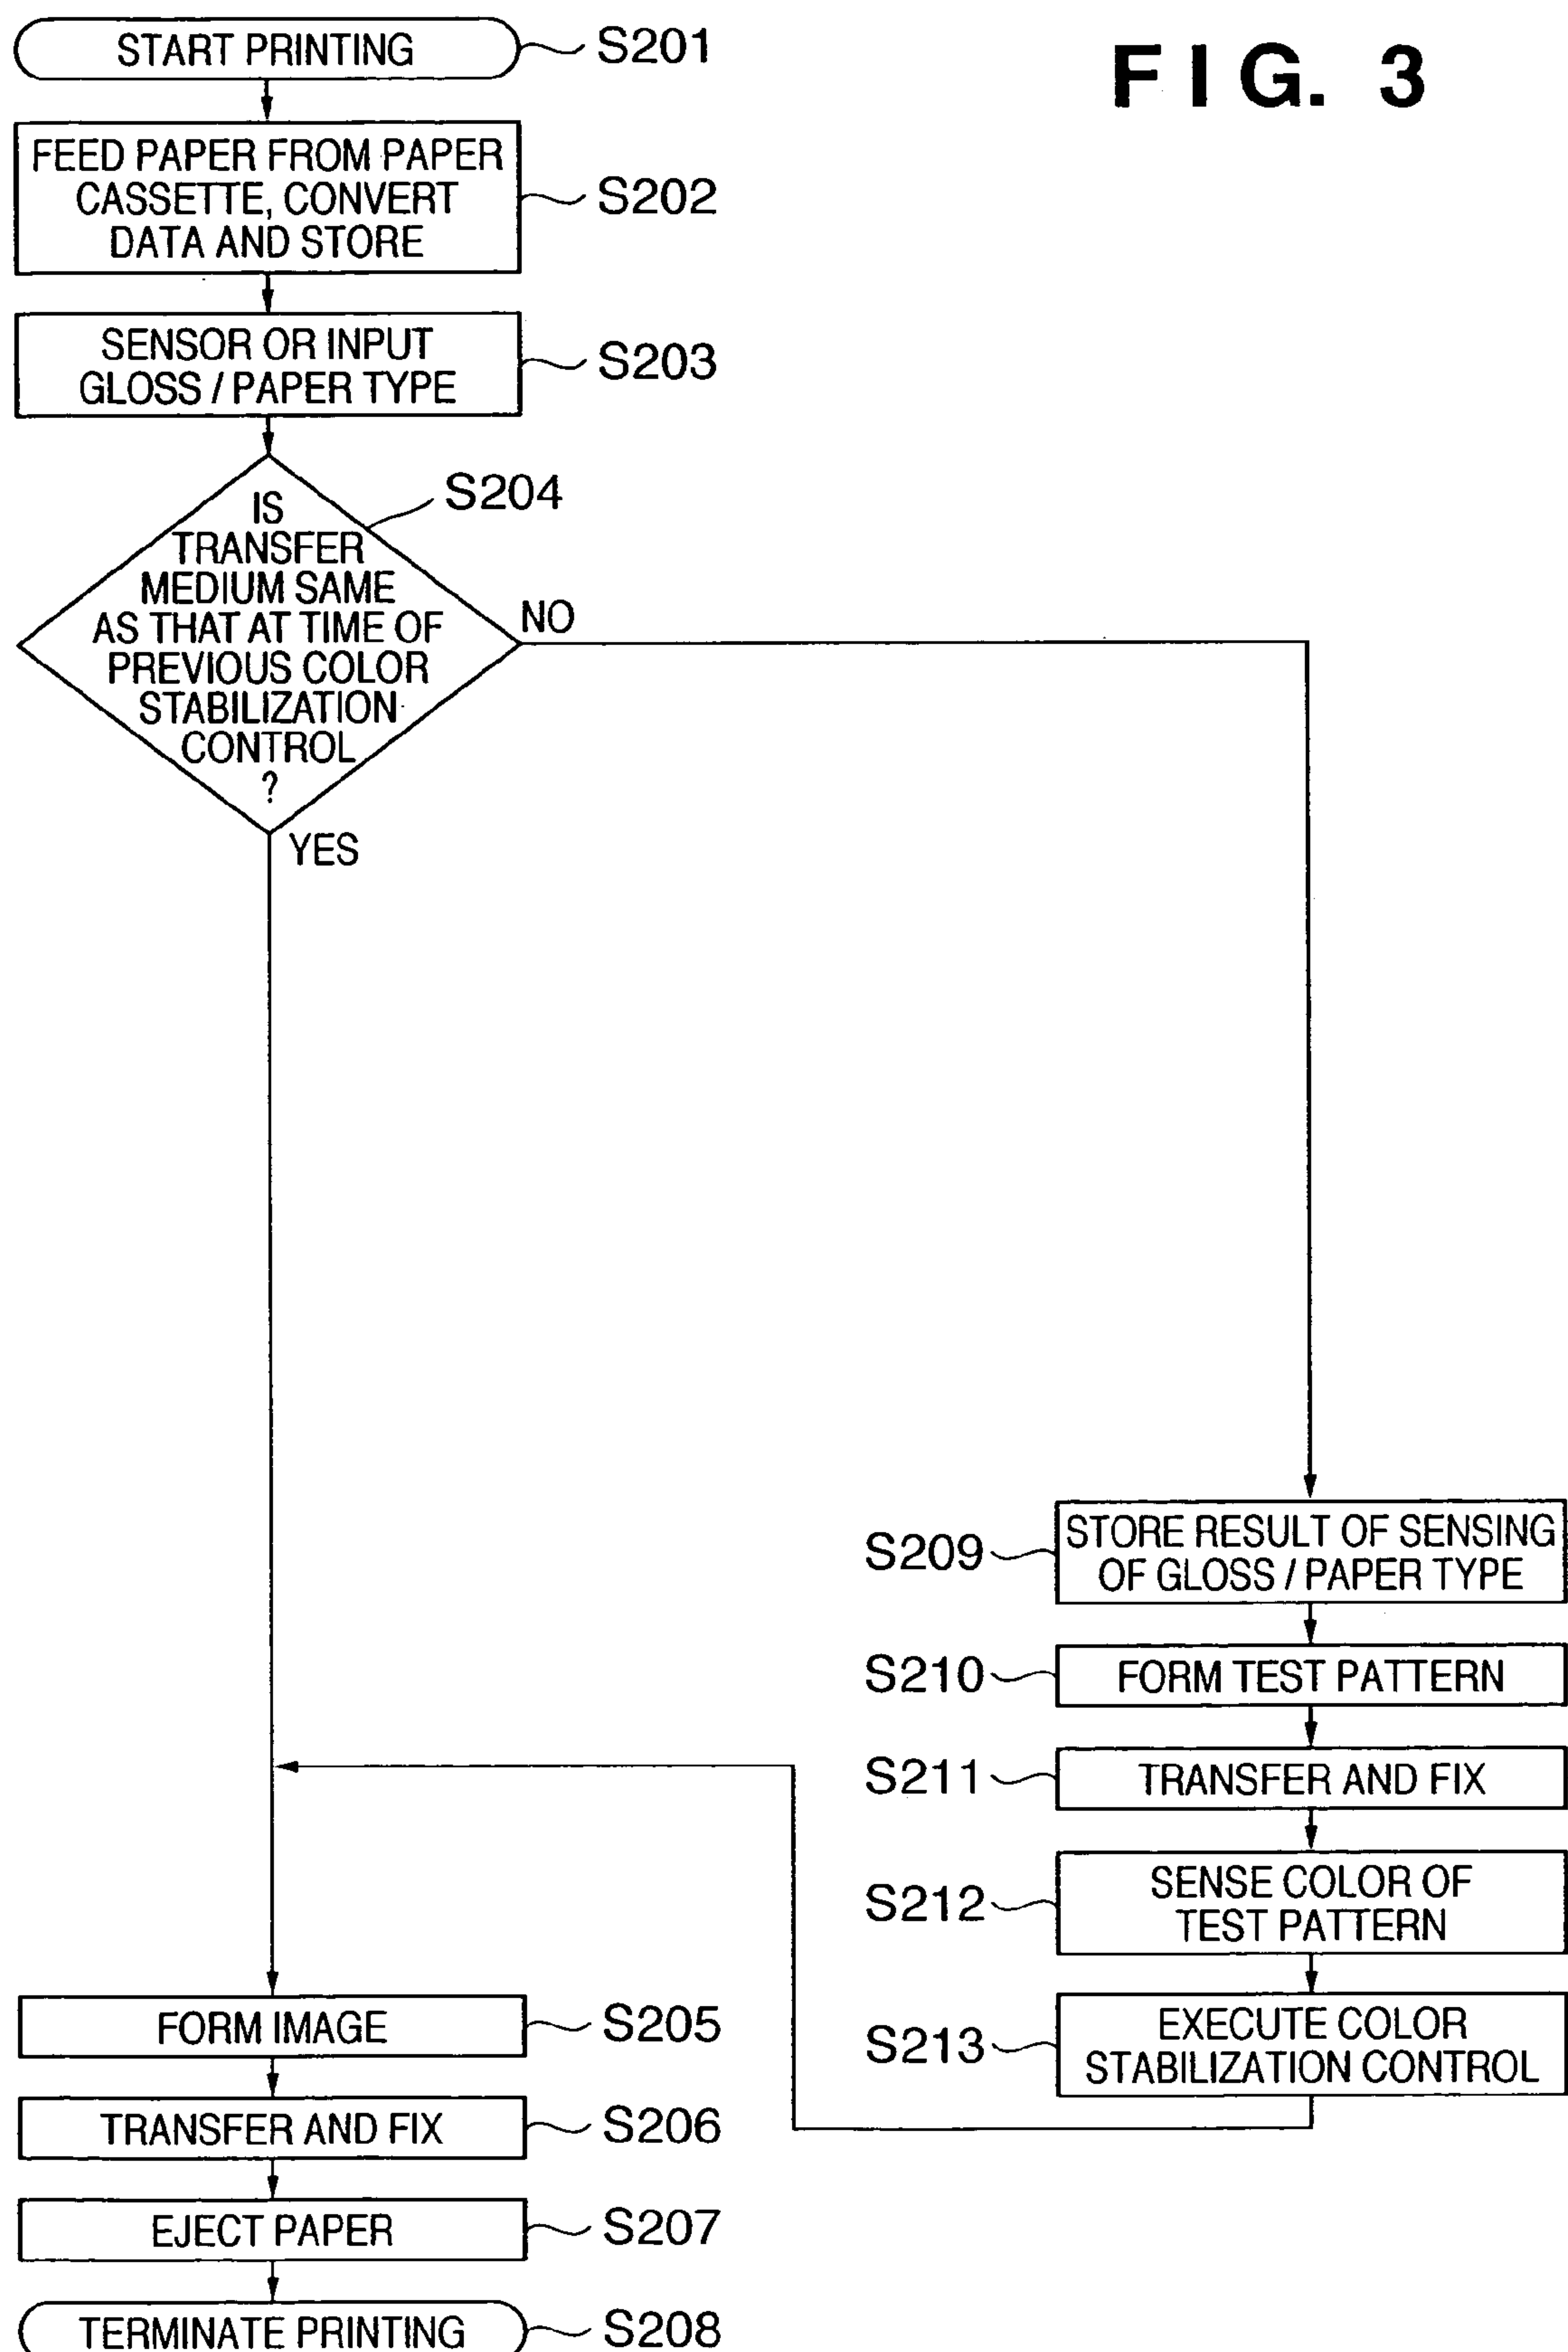 FIG. 3
START PRINTING
S201
FEED PAPER FROM PAPER
CASSETTE, CONVERT
DATA AND STORE
S202
SENSOR OR INPUT
GLOSS / PAPER TYPE
S203
IS
TRANSFER
MEDIUM SAME
AS THAT AT TIME OF
PREVIOUS COLOR
STABILIZATION
CONTROL
?
S204
NO
YES
STORE RESULT OF SENSING
OF GLOSS / PAPER TYPE
S209
FORM TEST PATTERN
S210
TRANSFER AND FIX
S211
SENSE COLOR OF
TEST PATTERN
S212
EXECUTE COLOR
STABILIZATION CONTROL
S213
FORM IMAGE
S205
TRANSFER AND FIX
S206
EJECT PAPER
S207
TERMINATE PRINTING
S208